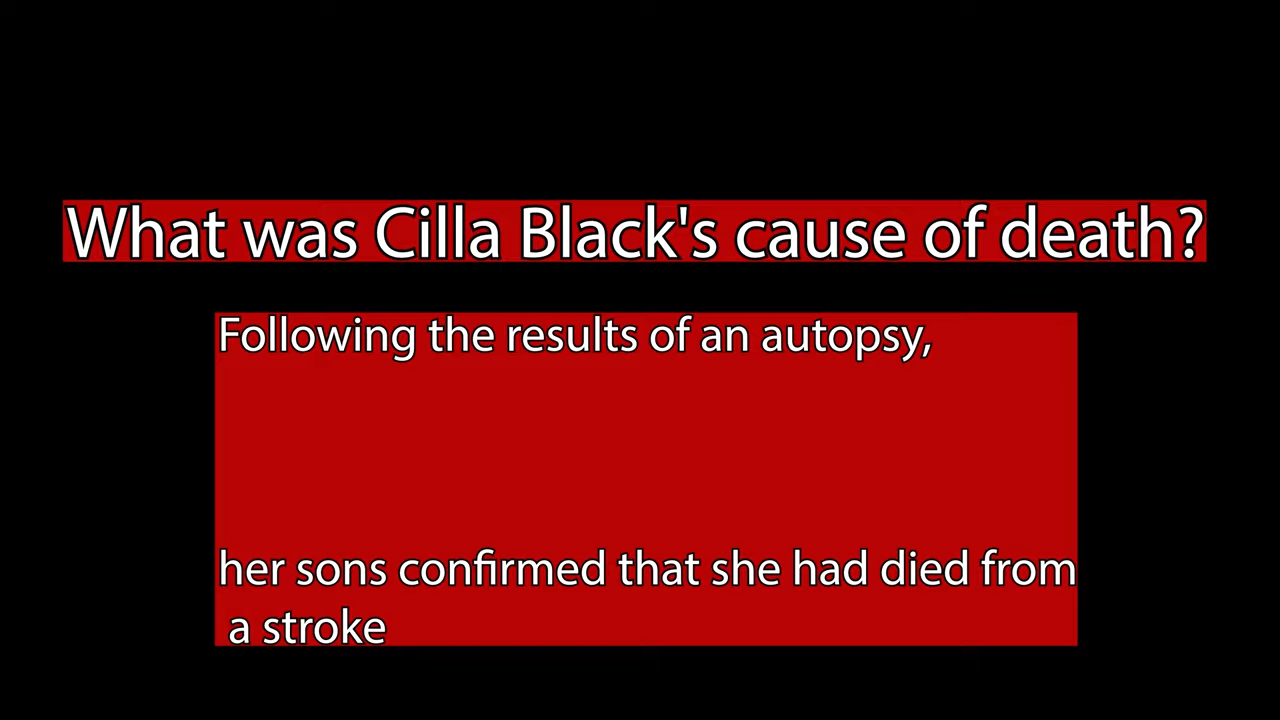 What was Cilla Black's cause of death?
Following the results of an autopsy,
her sons confirmed that she had died from
a stroke